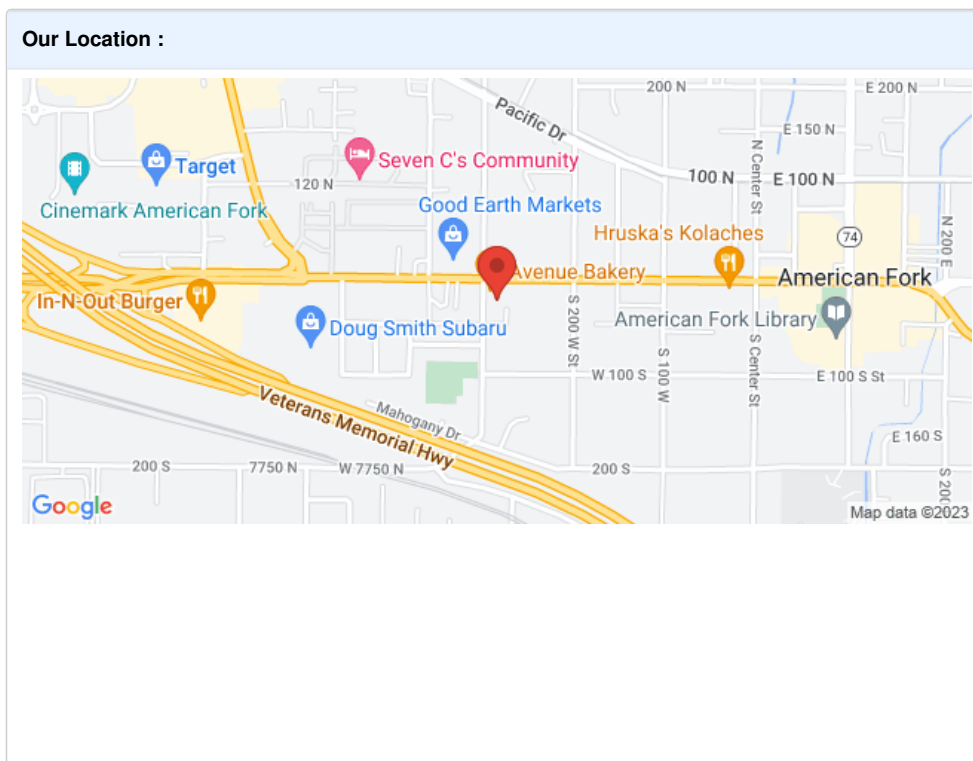 Our Location :
200 N
E 200 N
Pacific Dr
E 150 N
Target
Seven C's Community
N Center St
100 N
E 100 N
120 N
Cinemark American Fork
Good Earth Markets
Hruska's Kolaches
74
N 200 E
Avenue Bakery
American Fork
In-N-Out Burger
Doug Smith Subaru
S 200 W St
American Fork Library
S 100 W
S Center St
W 100 S
E 100 S St
Veterans Memorial Hwy
Mahogany Dr
E 160 S
200 S
7750 N
W 7750 N
200 S
Google
Map data ©2023